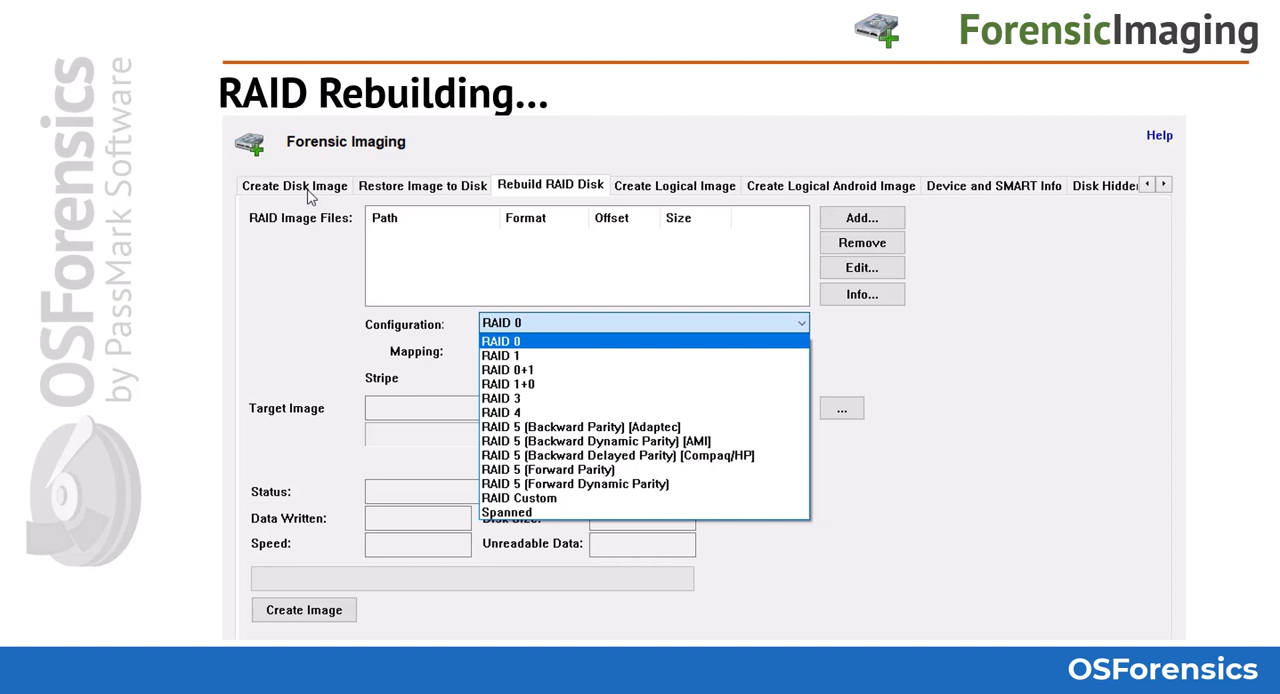 ForensicImaging
OSForensics
by PassMark Software
RAID Rebuilding...
Forensic Imaging
Help
Create Disk Image
Restore Image to Disk
Rebuild RAID Disk
Create Logical Image
Create Logical Android Image
Device and SMART Info
Disk Hidde
RAID Image Files:
Path
Format
Offset
Size
Add...
Remove
Edit...
Info...
Configuration:
RAID 0
RAID 0
RAID 1
RAID 0+1
RAID 1+0
RAID 3
RAID 4
RAID 5 (Backward Parity) [Adaptec]
RAID 5 (Backward Dynamic Parity) [AMI]
RAID 5 (Backward Delayed Parity) [Compaq/HP]
RAID 5 (Forward Parity)
RAID 5 (Forward Dynamic Parity)
RAID Custom
Spanned
Mapping:
Stripe
Target Image
...
Status:
Data Written:
Disk Size:
Speed:
Unreadable Data:
Create Image
OSForensics